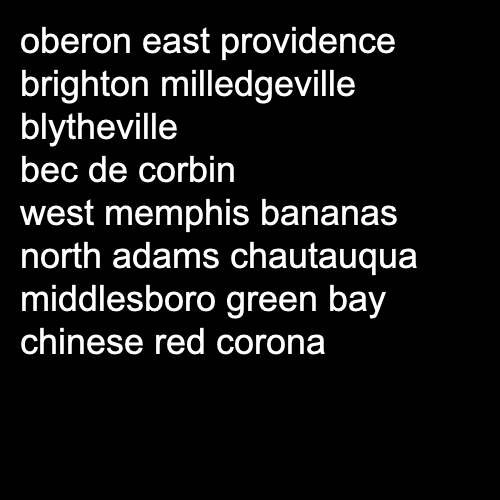 oberon east providence
brighton milledgeville
blytheville
bec de corbin
west memphis bananas
north adams chautauqua
middlesboro green bay
chinese red corona